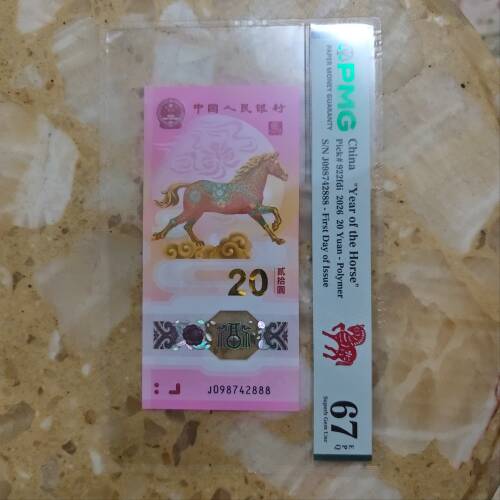 中国人民银行
20
贰拾圆
J098742888
PMG
PAPER MONEY GUARANTY
China "Year of the Horse"
Pick# 922fdi 2026 20 Yuan - Polymer
S/N J098742888 - First Day of Issue
67
EPQ
Superb Gem Unc